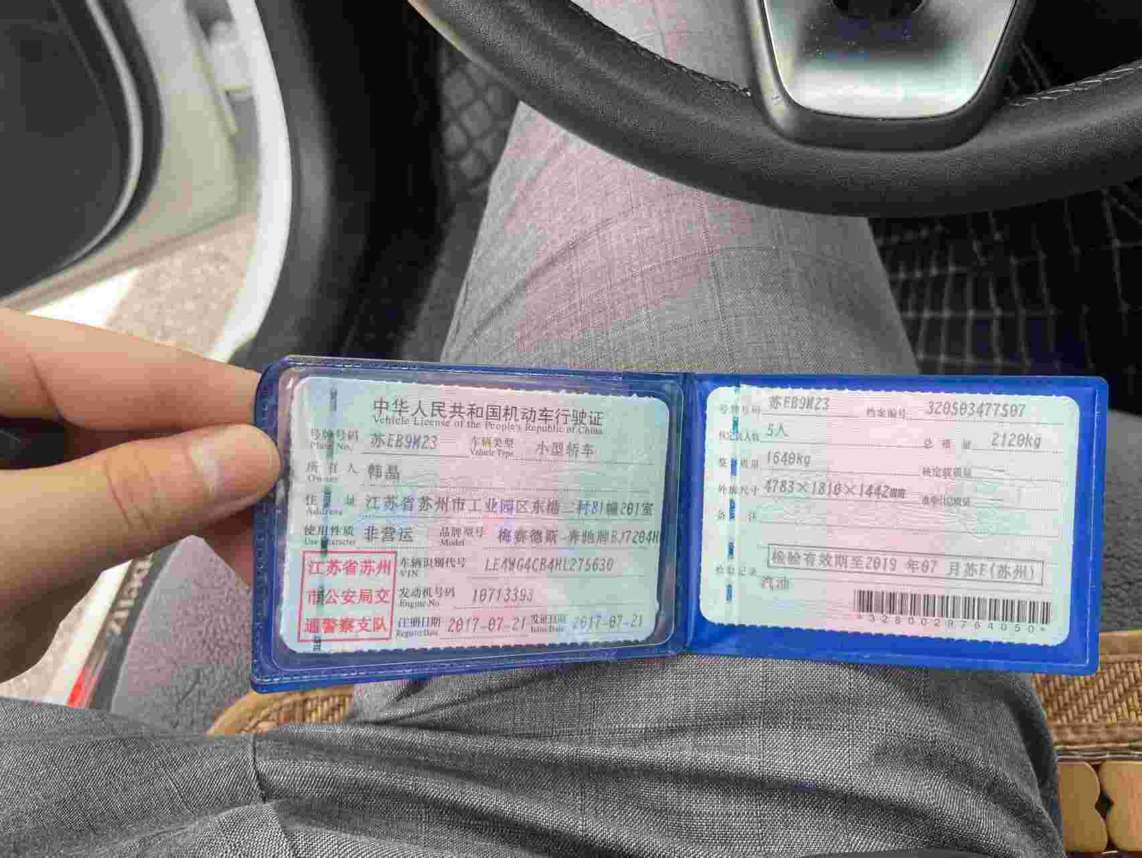 中华人民共和国机动车行驶证
Vehicle License of the People's Republic of China
号牌号码 苏EB9M23 车辆类型 小型轿车
Plate No. Vehicle Type
所有人 韩晶
Owner
住址 江苏省苏州市工业园区东港二村81幢201室
Address
使用性质 非营运 品牌型号 梅赛德斯-奔驰牌BJ7204H
Use Character Model
江苏省苏州
市公安局交
通警察支队
车辆识别代号 LE4WG4CB4HL275630
VIN
发动机号码 10713393
Engine No.
注册日期 2017-07-21 发证日期 2017-07-21
Register Date Issue Date
号牌号码 苏EB9M23 档案编号 320503477507
核定载人数 5人 总质量 2120kg
整备质量 1640kg 核定载质量 --
外廓尺寸 4783×1810×1442mm 准牵引总质量 --
备注
检验有效期至2019年07月苏E(苏州)
检验记录
汽油
*3280029764050*